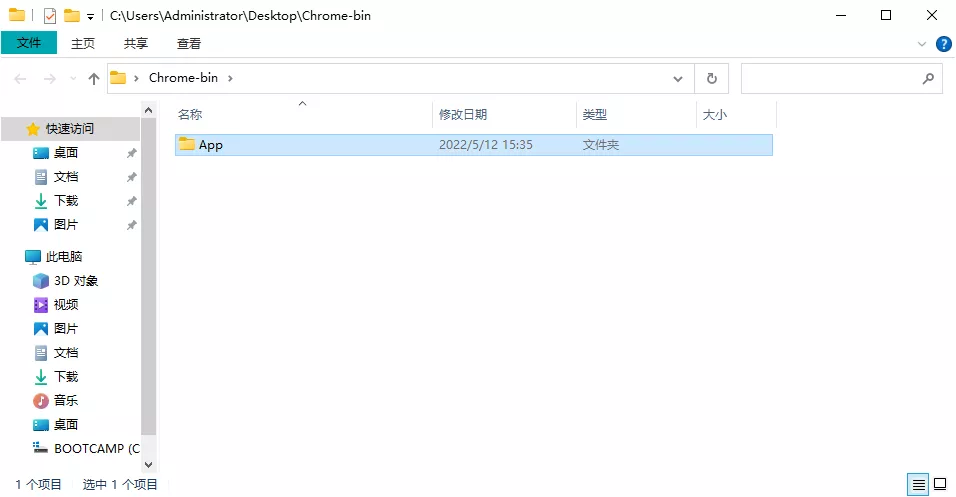 C:\Users\Administrator\Desktop\Chrome-bin
文件 主页 共享 查看
Chrome-bin
名称 修改日期 类型 大小
App 2022/5/12 15:35 文件夹
快速访问
桌面
文档
下载
图片
此电脑
3D 对象
视频
图片
文档
下载
音乐
桌面
BOOTCAMP (C
1 个项目 选中 1 个项目